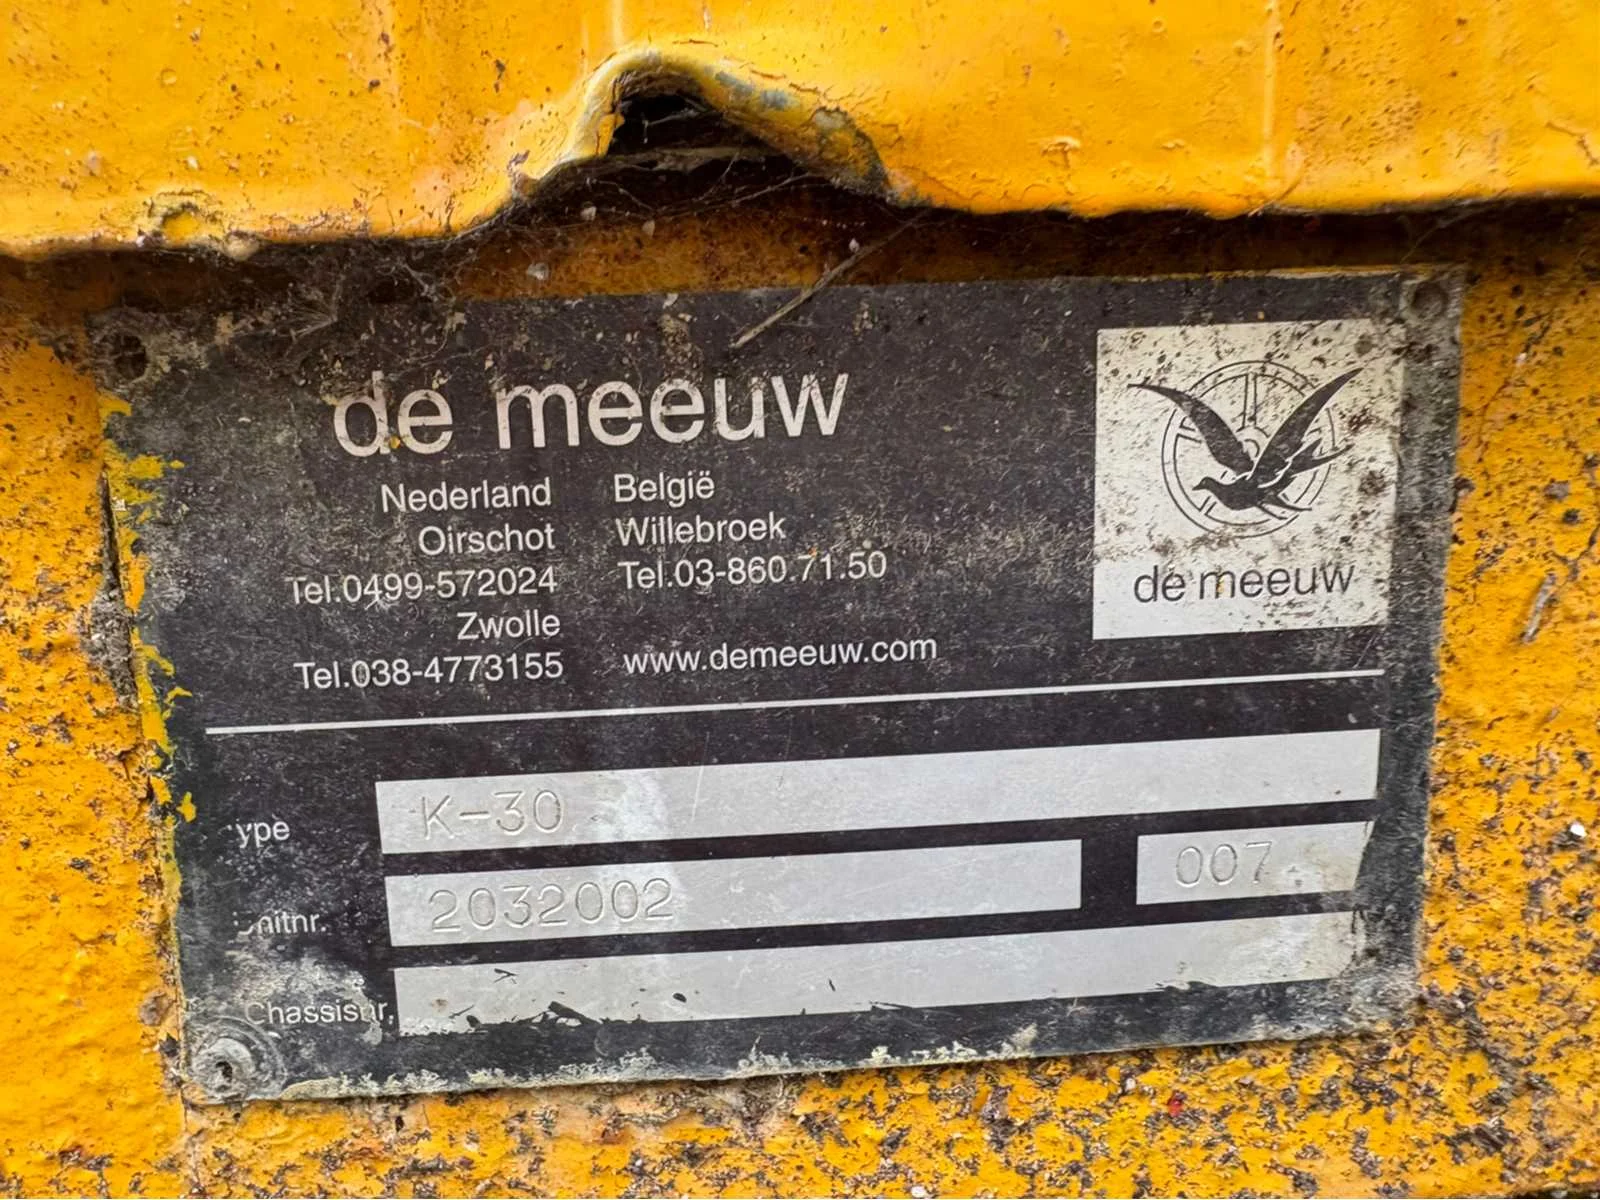 de meeuw
Nederland
Oirschot
Tel.0499-572024
Zwolle
Tel.038-4773155
België
Willebroek
Tel.03-860.71.50
www.demeeuw.com
de meeuw
Type K-30
Unitnr. 2032002 007
Chassisnr.